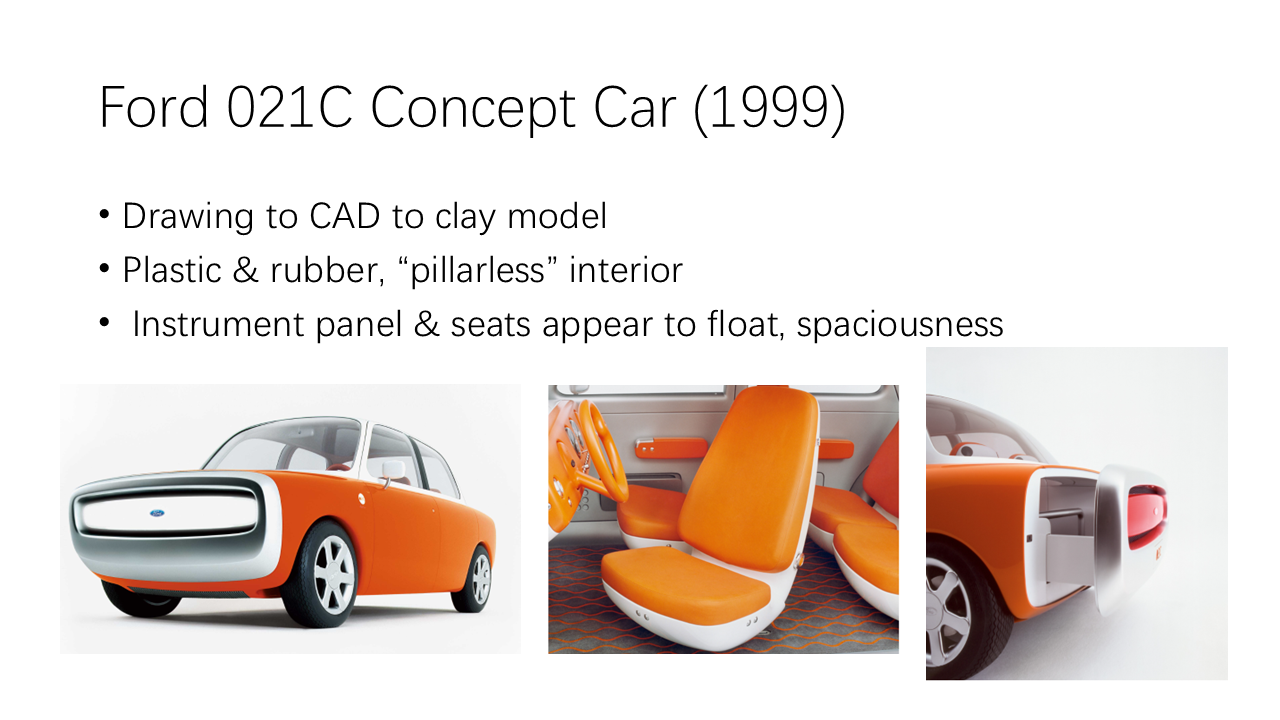 Ford 021C Concept Car (1999)
• Drawing to CAD to clay model
• Plastic & rubber, “pillarless” interior
• Instrument panel & seats appear to float, spaciousness
Ford